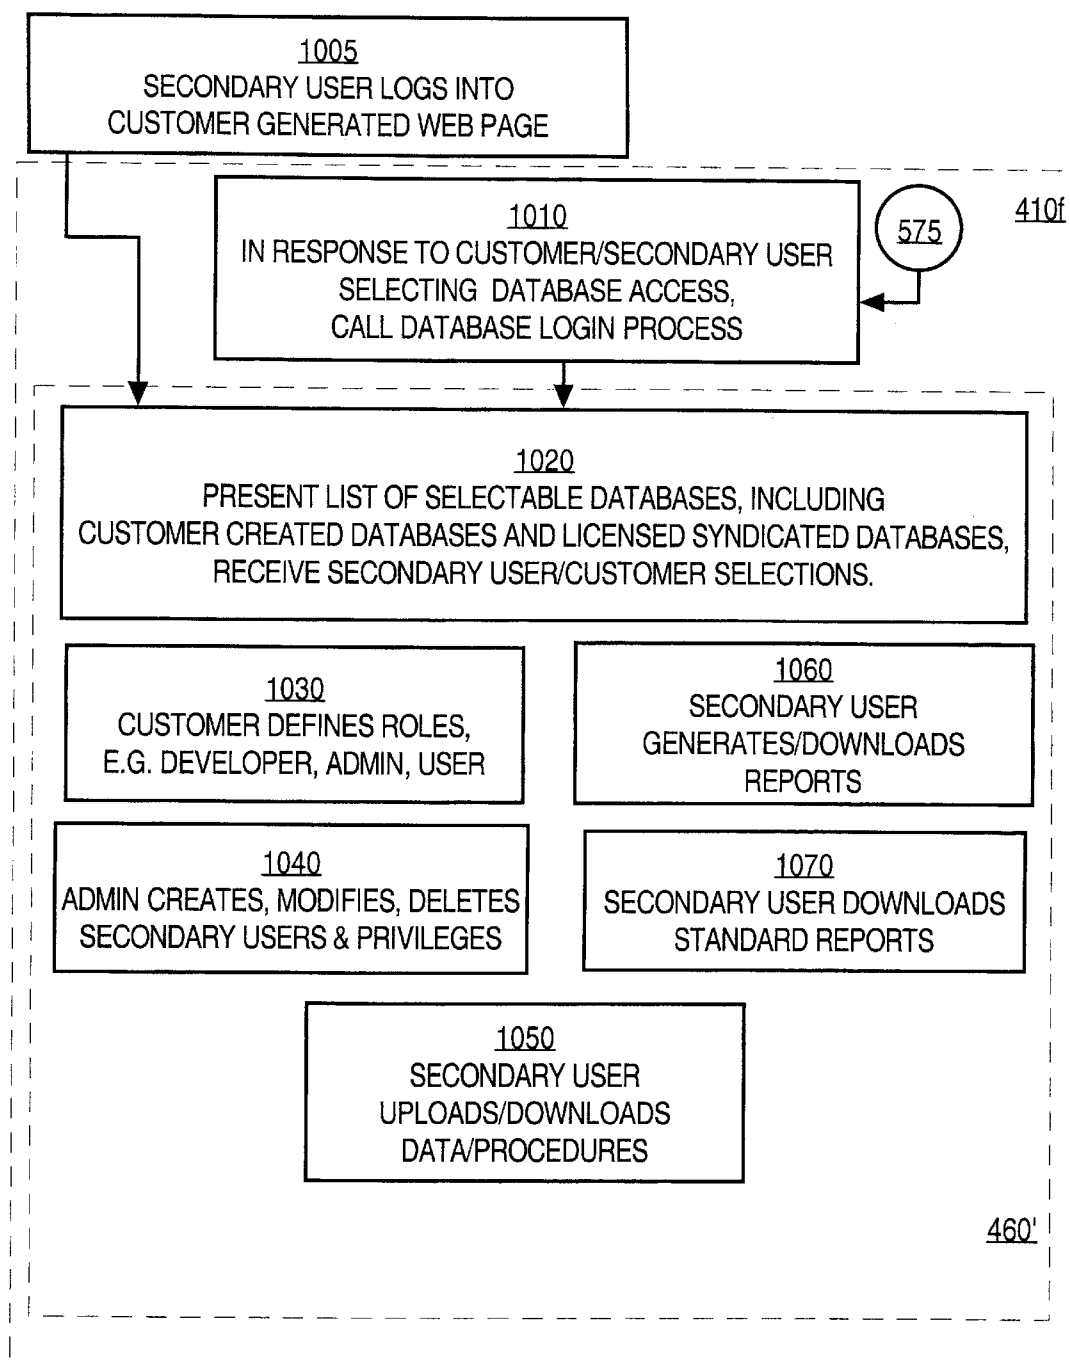 1005
SECONDARY USER LOGS INTO
CUSTOMER GENERATED WEB PAGE
410f
1010
IN RESPONSE TO CUSTOMER/SECONDARY USER
SELECTING DATABASE ACCESS,
CALL DATABASE LOGIN PROCESS
575
1020
PRESENT LIST OF SELECTABLE DATABASES, INCLUDING
CUSTOMER CREATED DATABASES AND LICENSED SYNDICATED DATABASES,
RECEIVE SECONDARY USER/CUSTOMER SELECTIONS.
1030
CUSTOMER DEFINES ROLES,
E.G. DEVELOPER, ADMIN, USER
1060
SECONDARY USER
GENERATES/DOWNLOADS
REPORTS
1040
ADMIN CREATES, MODIFIES, DELETES
SECONDARY USERS & PRIVILEGES
1070
SECONDARY USER DOWNLOADS
STANDARD REPORTS
1050
SECONDARY USER
UPLOADS/DOWNLOADS
DATA/PROCEDURES
460'